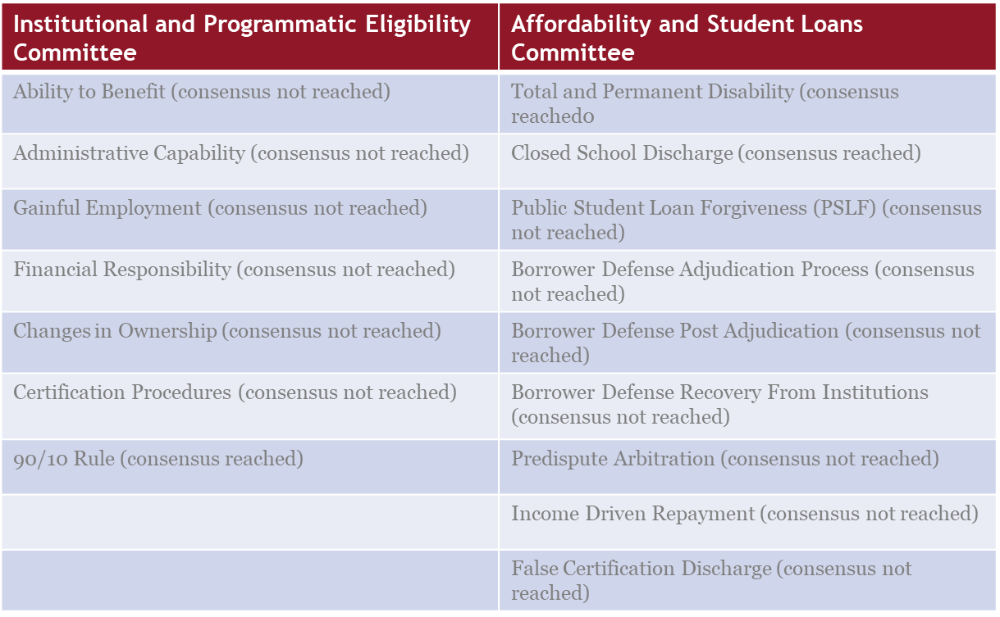 Institutional and Programmatic Eligibility
Committee
Affordability and Student Loans
Committee
Ability to Benefit (consensus not reached)
Total and Permanent Disability (consensus
reached0
Administrative Capability (consensus not reached)
Closed School Discharge (consensus reached)
Gainful Employment (consensus not reached)
Public Student Loan Forgiveness (PSLF) (consensus
not reached)
Financial Responsibility (consensus not reached)
Borrower Defense Adjudication Process (consensus
not reached)
Changes in Ownership (consensus not reached)
Borrower Defense Post Adjudication (consensus not
reached)
Certification Procedures (consensus not reached)
Borrower Defense Recovery From Institutions
(consensus not reached)
90/10 Rule (consensus reached)
Predispute Arbitration (consensus not reached)
Income Driven Repayment (consensus not reached)
False Certification Discharge (consensus not
reached)